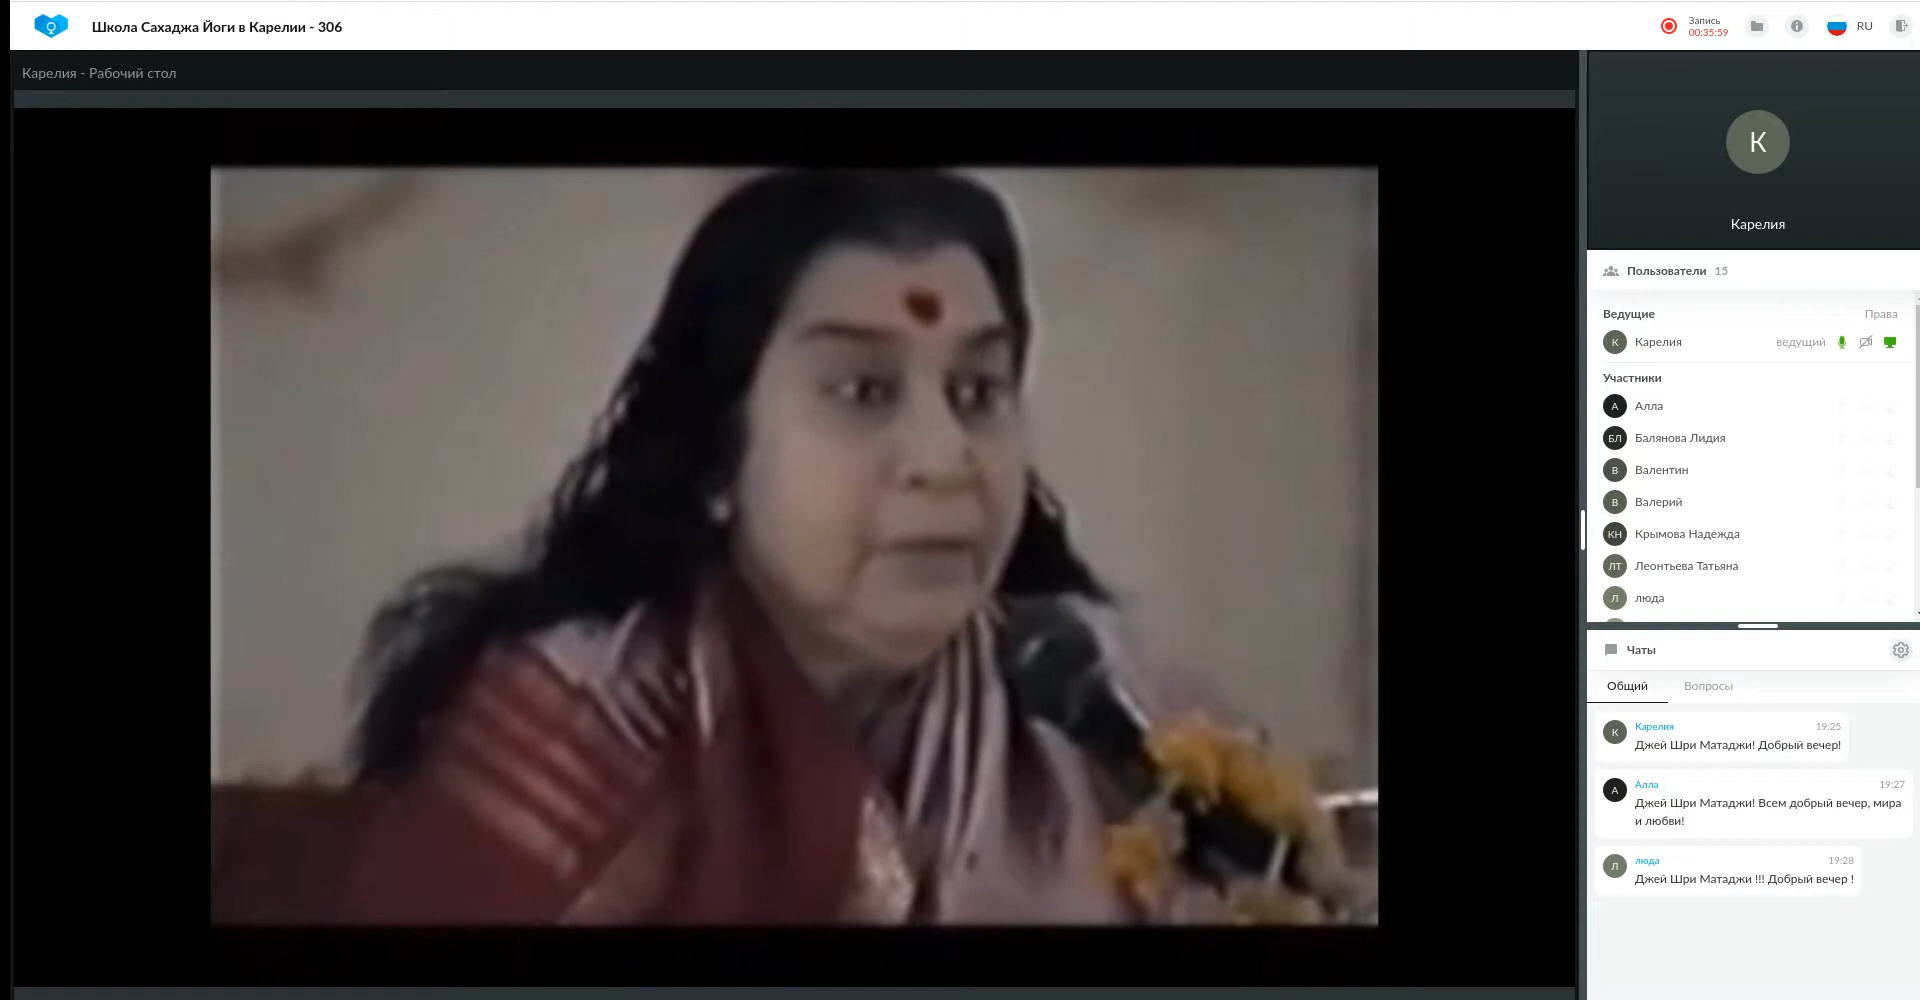 Школа Сахаджа Йоги в Карелии - 306
Запись
00:35:59
RU
Карелия - Рабочий стол
К
Карелия
Пользователи 15
Ведущие Права
К Карелия ведущий
Участники
А Алла
БЛ Балянова Лидия
В Валентин
В Валерий
КН Крымова Надежда
ЛТ Леонтьева Татьяна
Л люда
Чаты
Общий Вопросы
К Карелия 19:25
Джей Шри Матаджи! Добрый вечер!
А Алла 19:27
Джей Шри Матаджи! Всем добрый вечер, мира
и любви!
Л люда 19:28
Джей Шри Матаджи !!! Добрый вечер !